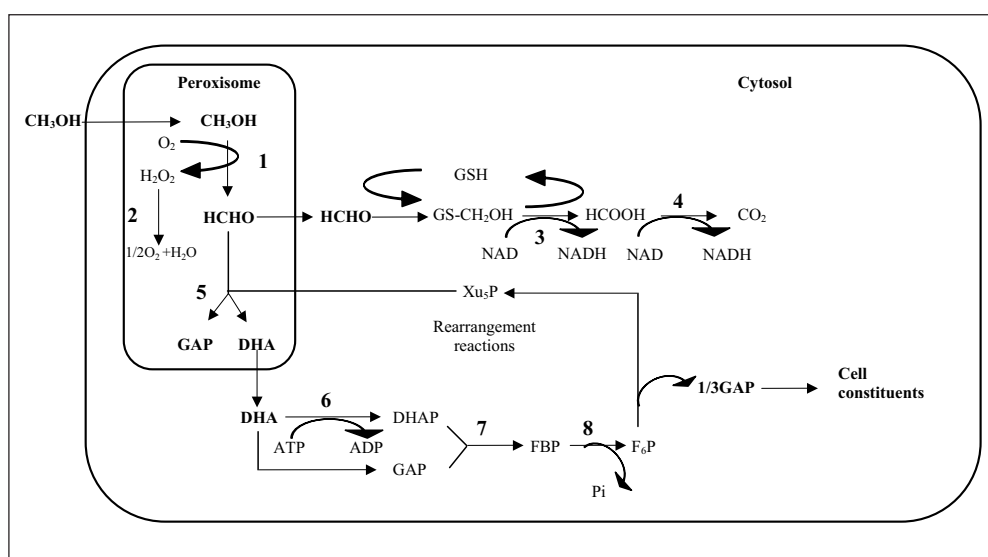 Peroxisome
Cytosol
CH₃OH
CH₃OH
O₂
1
H₂O₂
GSH
2
4
HCHO
HCHO
GS-CH₂OH
HCOOH
CO₂
3
1/2O₂ +H₂O
NAD
NADH
NAD
NADH
5
Xu₅P
Rearrangement
reactions
GAP
DHA
1/3GAP
Cell
constituents
6
DHA
DHAP
7
8
ATP
ADP
FBP
F₆P
GAP
Pi